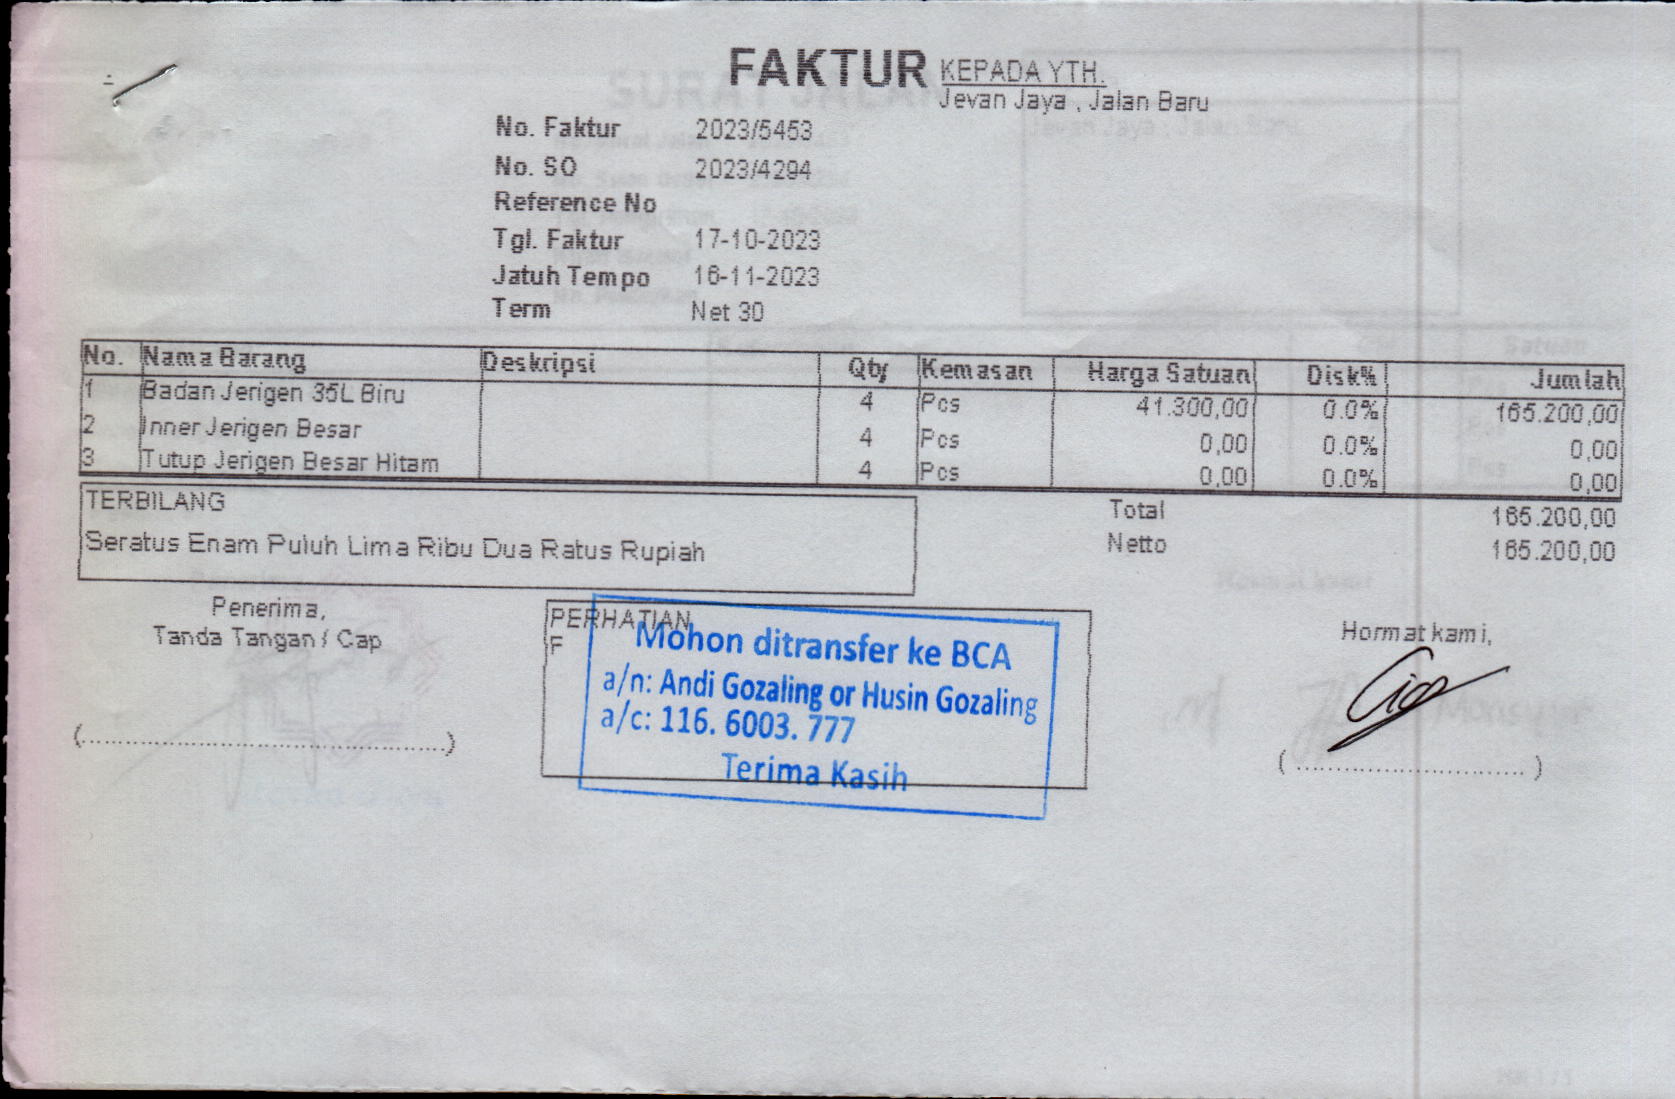 FAKTUR
KEPADA YTH.
Jevan Jaya , Jalan Baru
No. Faktur 2023/5453
No. SO 2023/4294
Reference No
Tgl. Faktur 17-10-2023
Jatuh Tempo 16-11-2023
Term Net 30
No. Nama Barang Deskripsi Qty Kemasan Harga Satuan Disk% Jumlah
1 Badan Jerigen 35L Biru 4 Pcs 41.300,00 0.0% 165.200,00
2 Inner Jerigen Besar 4 Pcs 0,00 0.0% 0,00
3 Tutup Jerigen Besar Hitam 4 Pcs 0,00 0.0% 0,00
TERBILANG
Seratus Enam Puluh Lima Ribu Dua Ratus Rupiah
Total 165.200,00
Netto 165.200,00
Penerima,
Tanda Tangan / Cap
(..........................................................)
PERHATIAN
F
Mohon ditransfer ke BCA
a/n: Andi Gozaling or Husin Gozaling
a/c: 116. 6003. 777
Terima Kasih
Hormat kami,
(....................................)